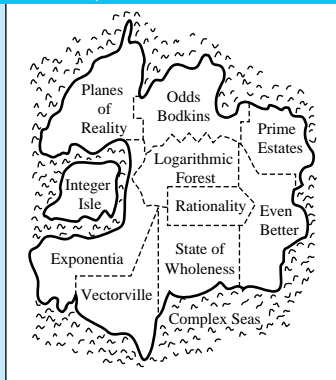 Planes
of
Reality
Odds
Bodkins
Prime
Estates
Logarithmic
Forest
Integer
Isle
Rationality
Even
Better
Exponentia
State of
Wholeness
Vectorville
Complex Seas